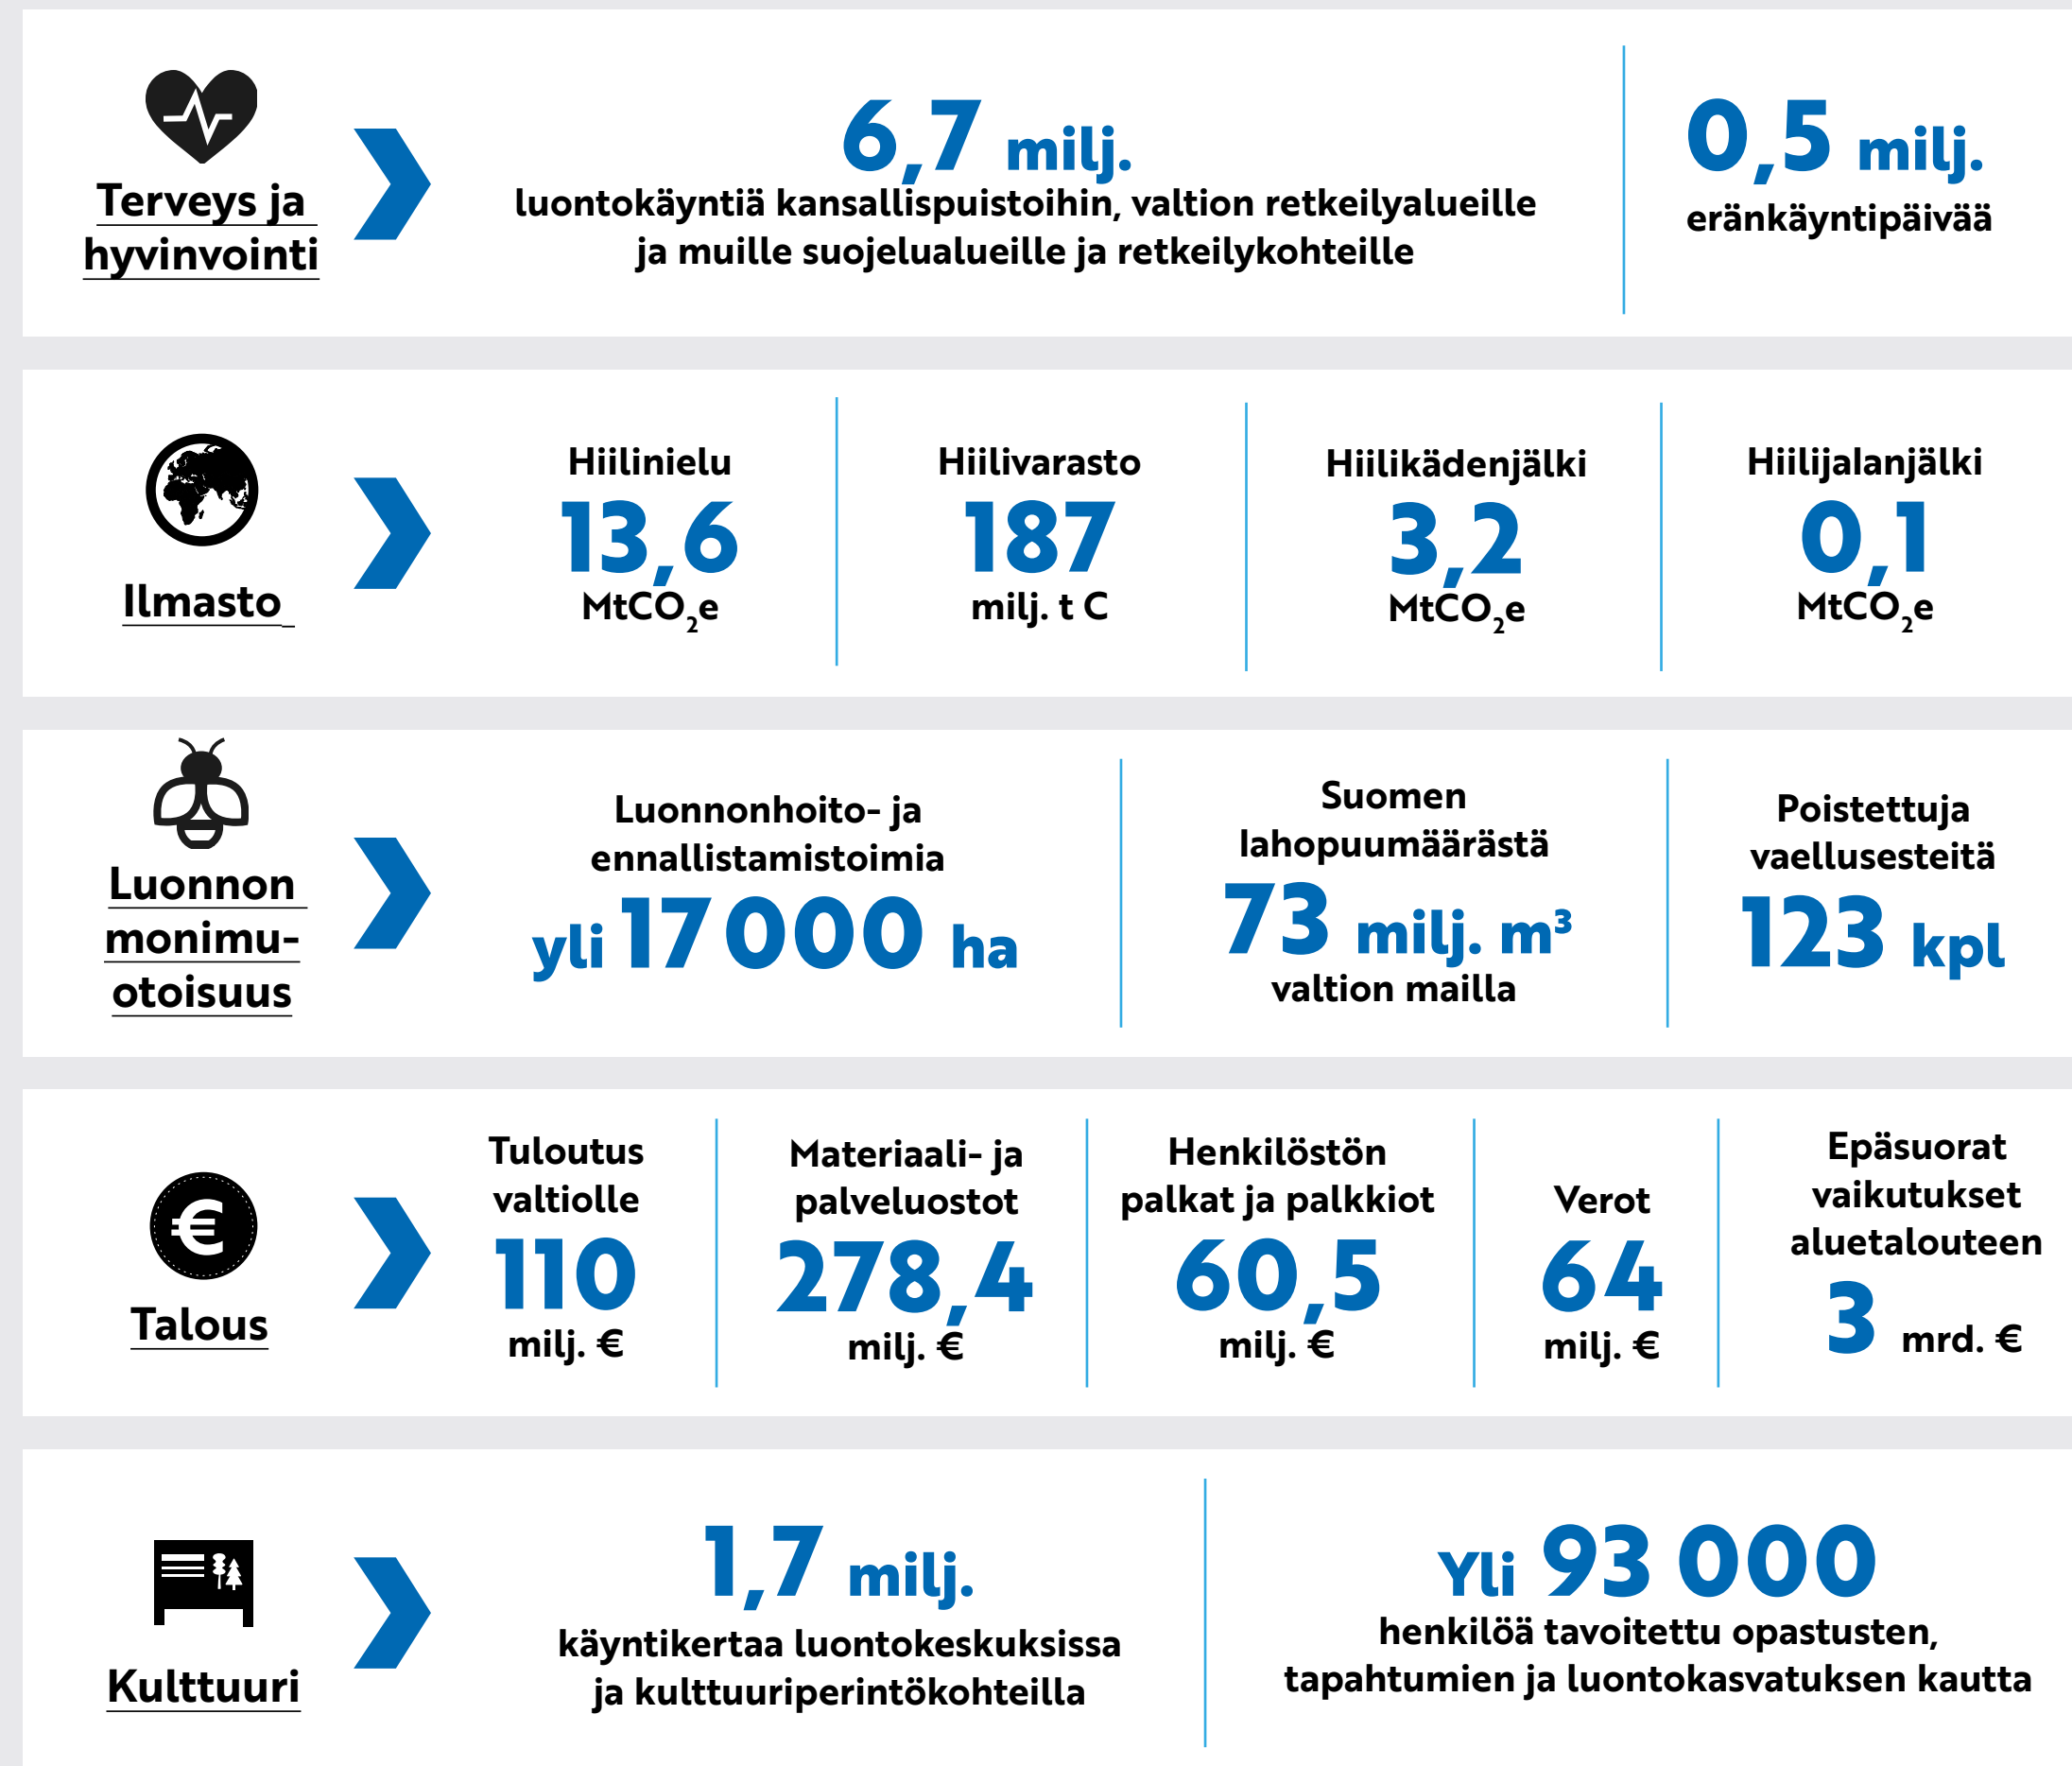 Terveys ja
hyvinvointi
6,7 milj.
luontokäyntiä kansallispuistoihin, valtion retkeilyalueille
ja muille suojelualueille ja retkeilykohteille
0,5 milj.
eränkäyntipäivää
Ilmasto
Hiilinielu
13,6
MtCO₂e
Hiilivarasto
187
milj. t C
Hiilikädenjälki
3,2
MtCO₂e
Hiilijalanjälki
0,1
MtCO₂e
Luonnon
monimu-
otoisuus
Luonnonhoito- ja
ennallistamistoimia
yli 17 000 ha
Suomen
lahopuumäärästä
73 milj. m³
valtion mailla
Poistettuja
vaellusesteitä
123 kpl
Talous
Tuloutus
valtiolle
110
milj. €
Materiaali- ja
palveluostot
278,4
milj. €
Henkilöstön
palkat ja palkkiot
60,5
milj. €
Verot
64
milj. €
Epäsuorat
vaikutukset
aluetalouteen
3 mrd. €
Kulttuuri
1,7 milj.
käyntikertaa luontokeskuksissa
ja kulttuuriperintökohteilla
Yli 93 000
henkilöä tavoitettu opastusten,
tapahtumien ja luontokasvatuksen kautta